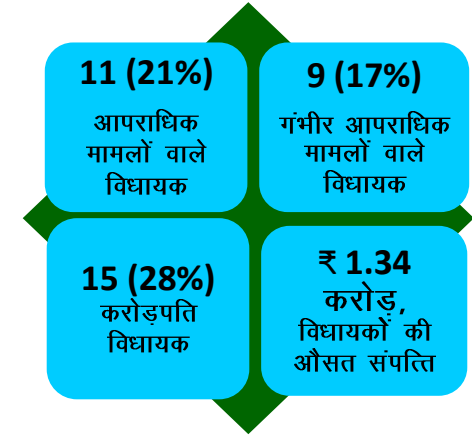 11 (21%)
आपराधिक
मामलों वाले
विधायक
9 (17%)
गंभीर आपराधिक
मामलों वाले
विधायक
15 (28%)
करोड़पति
विधायक
₹ 1.34
करोड़,
विधायकों की
औसत संपत्ति